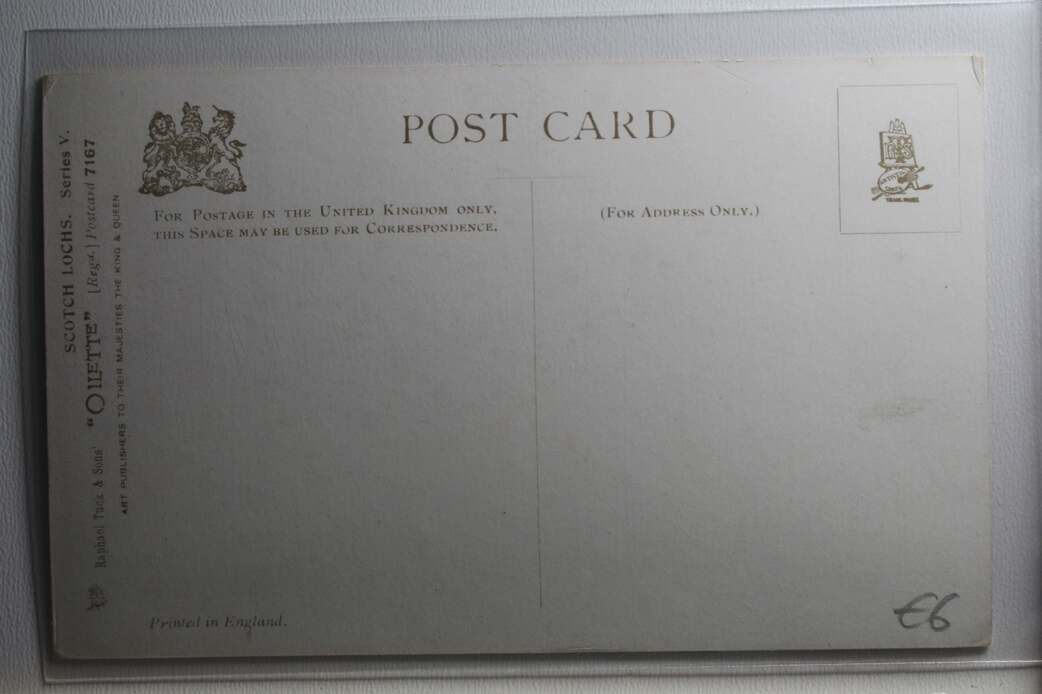 POST CARD
FOR POSTAGE IN THE UNITED KINGDOM ONLY,
THIS SPACE MAY BE USED FOR CORRESPONDENCE.
(FOR ADDRESS ONLY.)
SCOTCH LOCHS. Series V.
Raphael Tuck & Sons' "OILETTE" [Regd.] Postcard 7167
ART PUBLISHERS TO THEIR MAJESTIES THE KING & QUEEN
Printed in England.
€6